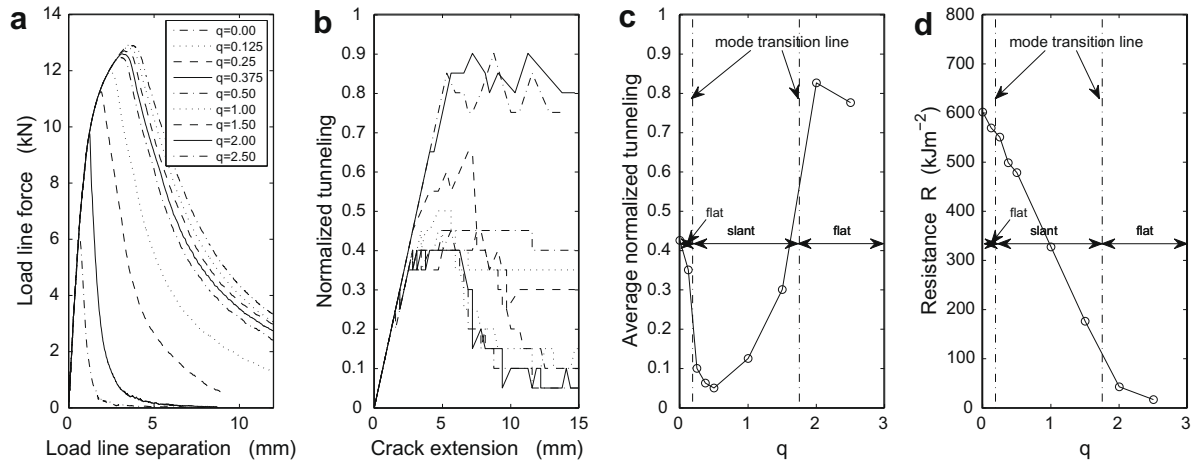 a
Load line force (kN)
14
12
10
8
6
4
2
0
0 5 10
Load line separation (mm)
q=0.00
q=0.125
q=0.25
q=0.375
q=0.50
q=1.00
q=1.50
q=2.00
q=2.50
b
Normalized tunneling
1
0.9
0.8
0.7
0.6
0.5
0.4
0.3
0.2
0.1
0
0 5 10 15
Crack extension (mm)
c
Average normalized tunneling
1
0.9
0.8
0.7
0.6
0.5
0.4
0.3
0.2
0.1
0
0 1 2 3
q
mode transition line
flat
slant
flat
d
Resistance R (kJm⁻²)
800
700
600
500
400
300
200
100
0
0 1 2 3
q
mode transition line
flat
slant
flat